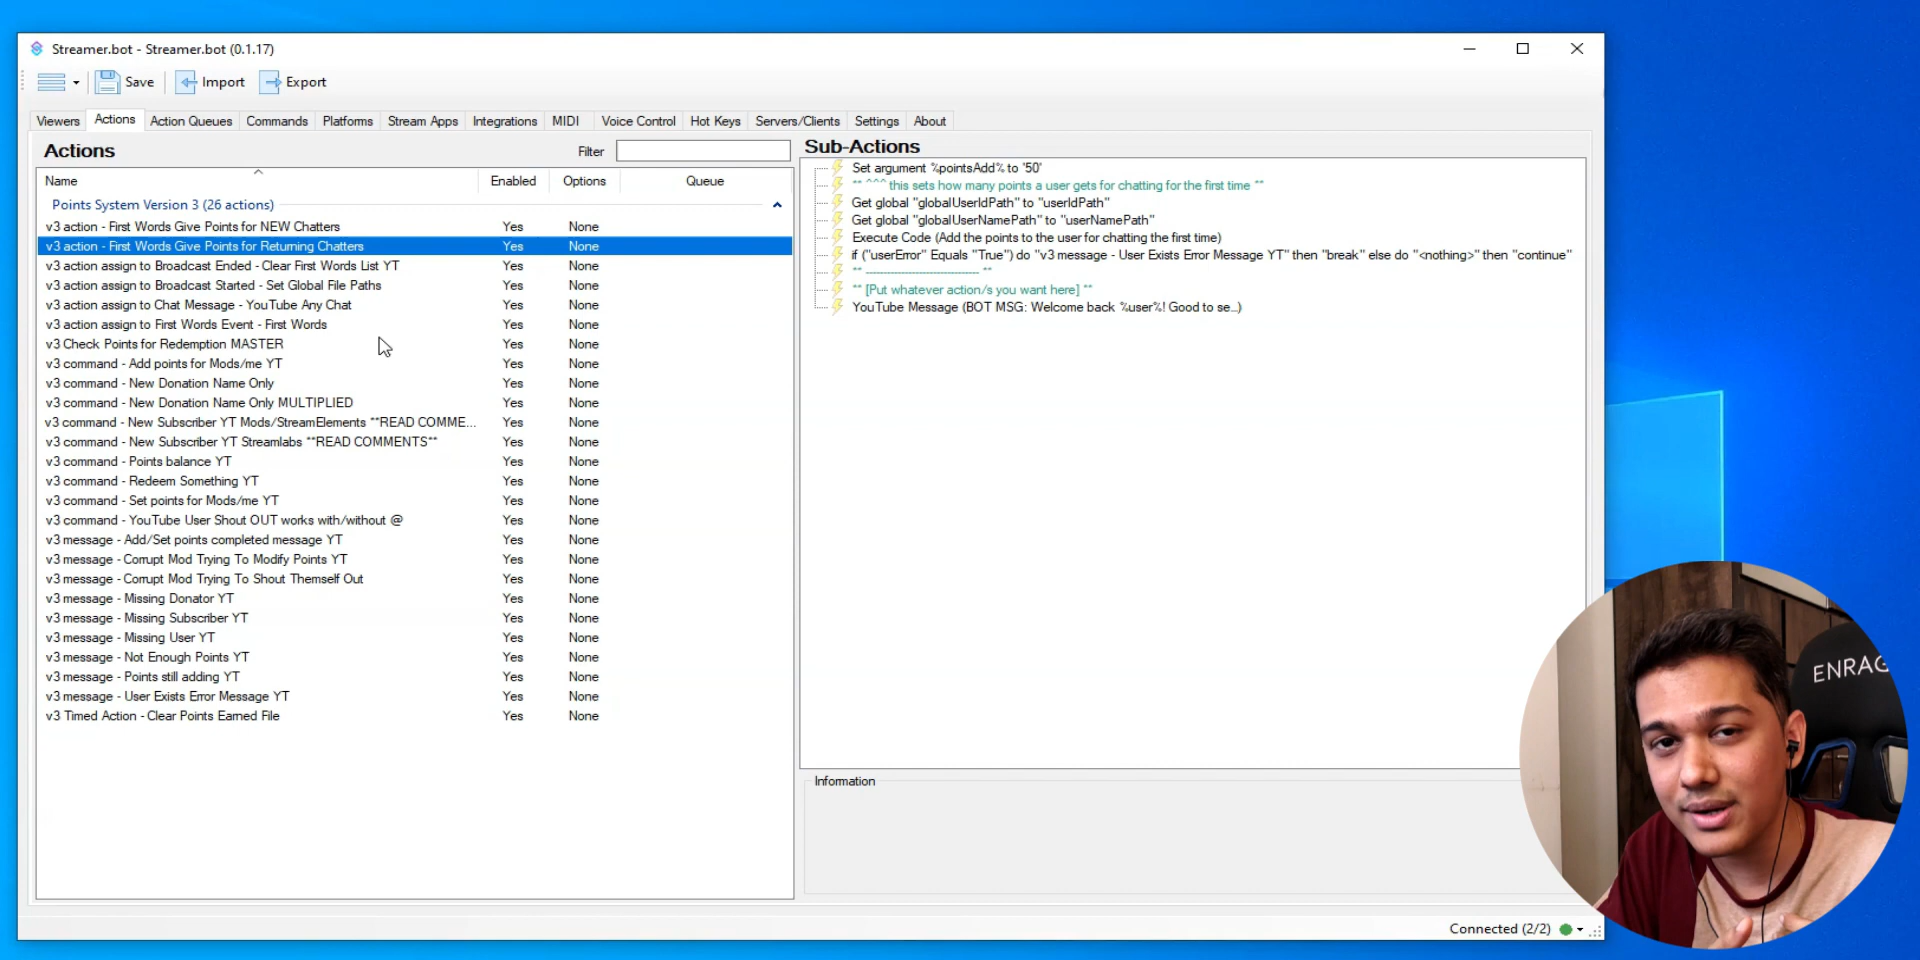 Streamer.bot - Streamer.bot (0.1.17)
Save
Import
Export
Viewers
Actions
Action Queues
Commands
Platforms
Stream Apps
Integrations
MIDI
Voice Control
Hot Keys
Servers/Clients
Settings
About
Actions
Filter
Name
Enabled
Options
Queue
Points System Version 3 (26 actions)
v3 action - First Words Give Points for NEW Chatters Yes None
v3 action - First Words Give Points for Returning Chatters Yes None
v3 action assign to Broadcast Ended - Clear First Words List YT Yes None
v3 action assign to Broadcast Started - Set Global File Paths Yes None
v3 action assign to Chat Message - YouTube Any Chat Yes None
v3 action assign to First Words Event - First Words Yes None
v3 Check Points for Redemption MASTER Yes None
v3 command - Add points for Mods/me YT Yes None
v3 command - New Donation Name Only Yes None
v3 command - New Donation Name Only MULTIPLIED Yes None
v3 command - New Subscriber YT Mods/StreamElements **READ COMME... Yes None
v3 command - New Subscriber YT Streamlabs **READ COMMENTS** Yes None
v3 command - Points balance YT Yes None
v3 command - Redeem Something YT Yes None
v3 command - Set points for Mods/me YT Yes None
v3 command - YouTube User Shout OUT works with/without @ Yes None
v3 message - Add/Set points completed message YT Yes None
v3 message - Corrupt Mod Trying To Modify Points YT Yes None
v3 message - Corrupt Mod Trying To Shout Themself Out Yes None
v3 message - Missing Donator YT Yes None
v3 message - Missing Subscriber YT Yes None
v3 message - Missing User YT Yes None
v3 message - Not Enough Points YT Yes None
v3 message - Points still adding YT Yes None
v3 message - User Exists Error Message YT Yes None
v3 Timed Action - Clear Points Earned File Yes None
Sub-Actions
Set argument %pointsAdd% to '50'
** ^^^ this sets how many points a user gets for chatting for the first time **
Get global "globalUserIdPath" to "userIdPath"
Get global "globalUserNamePath" to "userNamePath"
Execute Code (Add the points to the user for chatting the first time)
if ("userError" Equals "True") do "v3 message - User Exists Error Message YT" then "break" else do "<nothing>" then "continue"
** -------------------------------- **
** [Put whatever action/s you want here] **
YouTube Message (BOT MSG: Welcome back %user%! Good to se...)
Information
Connected (2/2)
ENRAG